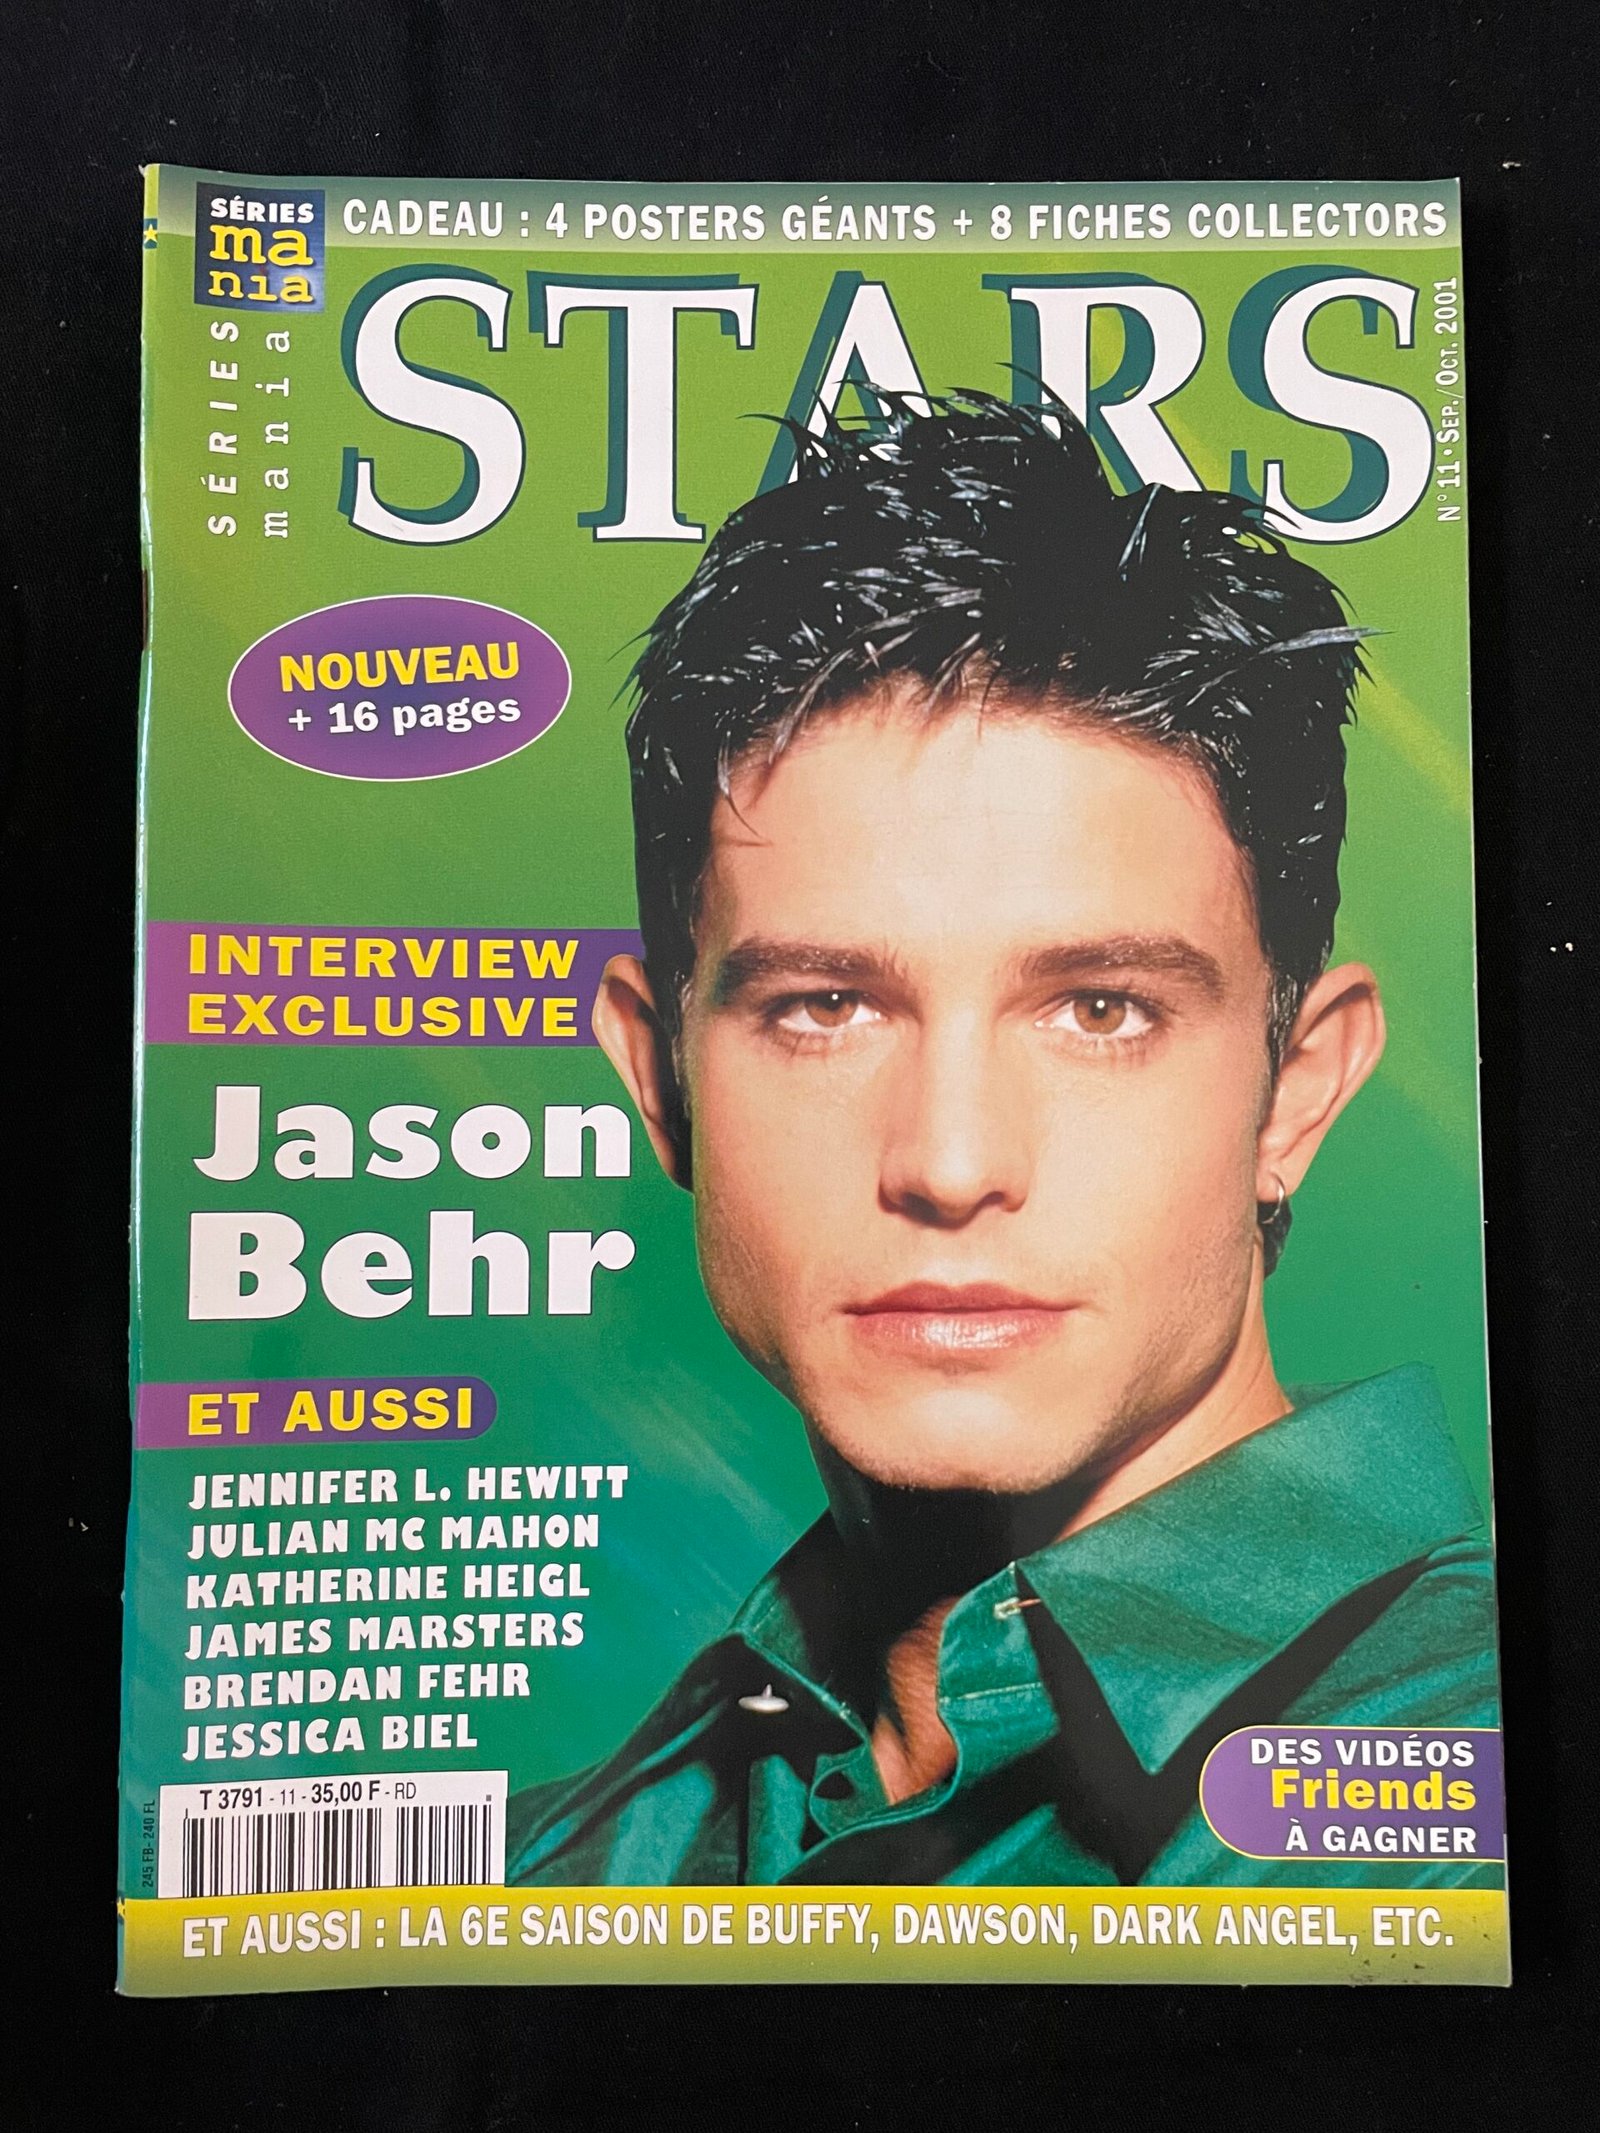 SÉRIES
ma
nia
CADEAU : 4 POSTERS GÉANTS + 8 FICHES COLLECTORS
STARS
SÉRIES
mania
N° 11 • SEP./OCT. 2001
NOUVEAU
+ 16 pages
INTERVIEW
EXCLUSIVE
Jason
Behr
ET AUSSI
JENNIFER L. HEWITT
JULIAN MC MAHON
KATHERINE HEIGL
JAMES MARSTERS
BRENDAN FEHR
JESSICA BIEL
DES VIDÉOS
Friends
À GAGNER
T 3791 - 11 - 35,00 F - RD
245 FB - 240 FL
ET AUSSI : LA 6E SAISON DE BUFFY, DAWSON, DARK ANGEL, ETC.